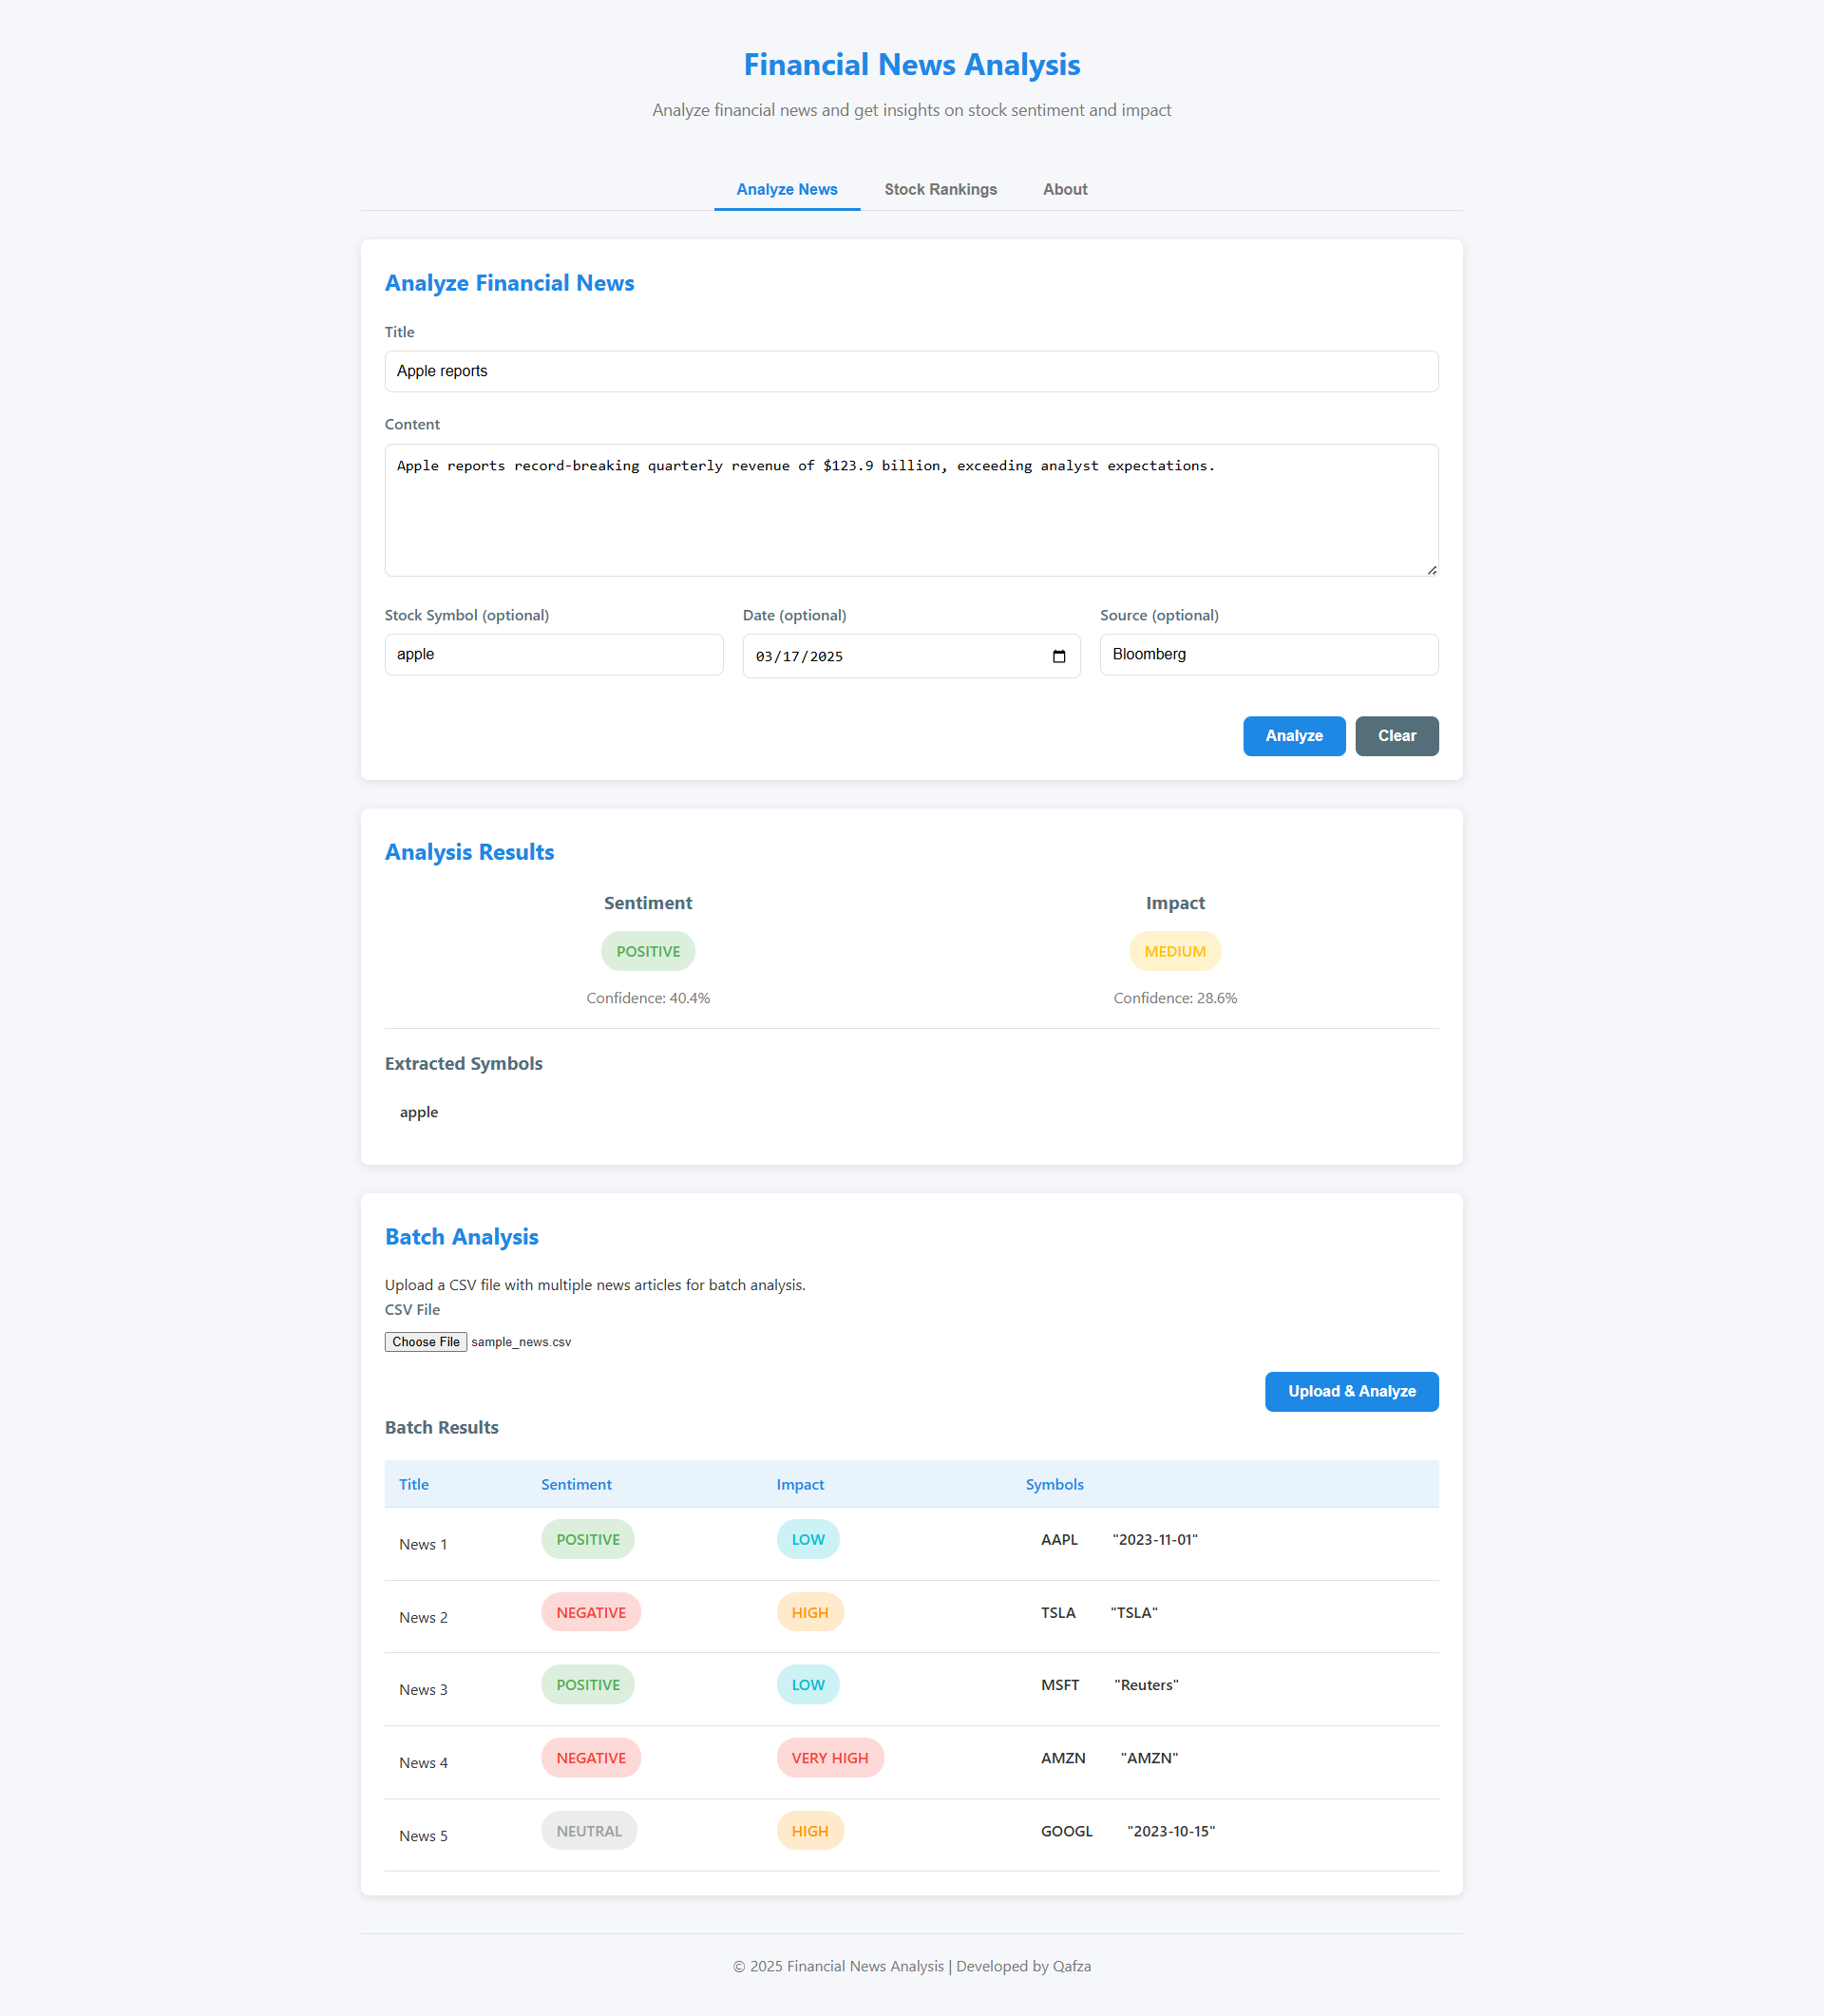 Financial News Analysis
Analyze financial news and get insights on stock sentiment and impact
Analyze News Stock Rankings About
Analyze Financial News
Title
Apple reports
Content
Apple reports record-breaking quarterly revenue of $123.9 billion, exceeding analyst expectations.
Stock Symbol (optional) Date (optional) Source (optional)
apple 03/17/2025 Bloomberg
Analyze Clear
Analysis Results
Sentiment Impact
POSITIVE MEDIUM
Confidence: 40.4% Confidence: 28.6%
Extracted Symbols
apple
Batch Analysis
Upload a CSV file with multiple news articles for batch analysis.
CSV File
Choose File sample_news.csv
Upload & Analyze
Batch Results
Title Sentiment Impact Symbols
News 1 POSITIVE LOW AAPL "2023-11-01"
News 2 NEGATIVE HIGH TSLA "TSLA"
News 3 POSITIVE LOW MSFT "Reuters"
News 4 NEGATIVE VERY HIGH AMZN "AMZN"
News 5 NEUTRAL HIGH GOOGL "2023-10-15"
© 2025 Financial News Analysis | Developed by Qafza